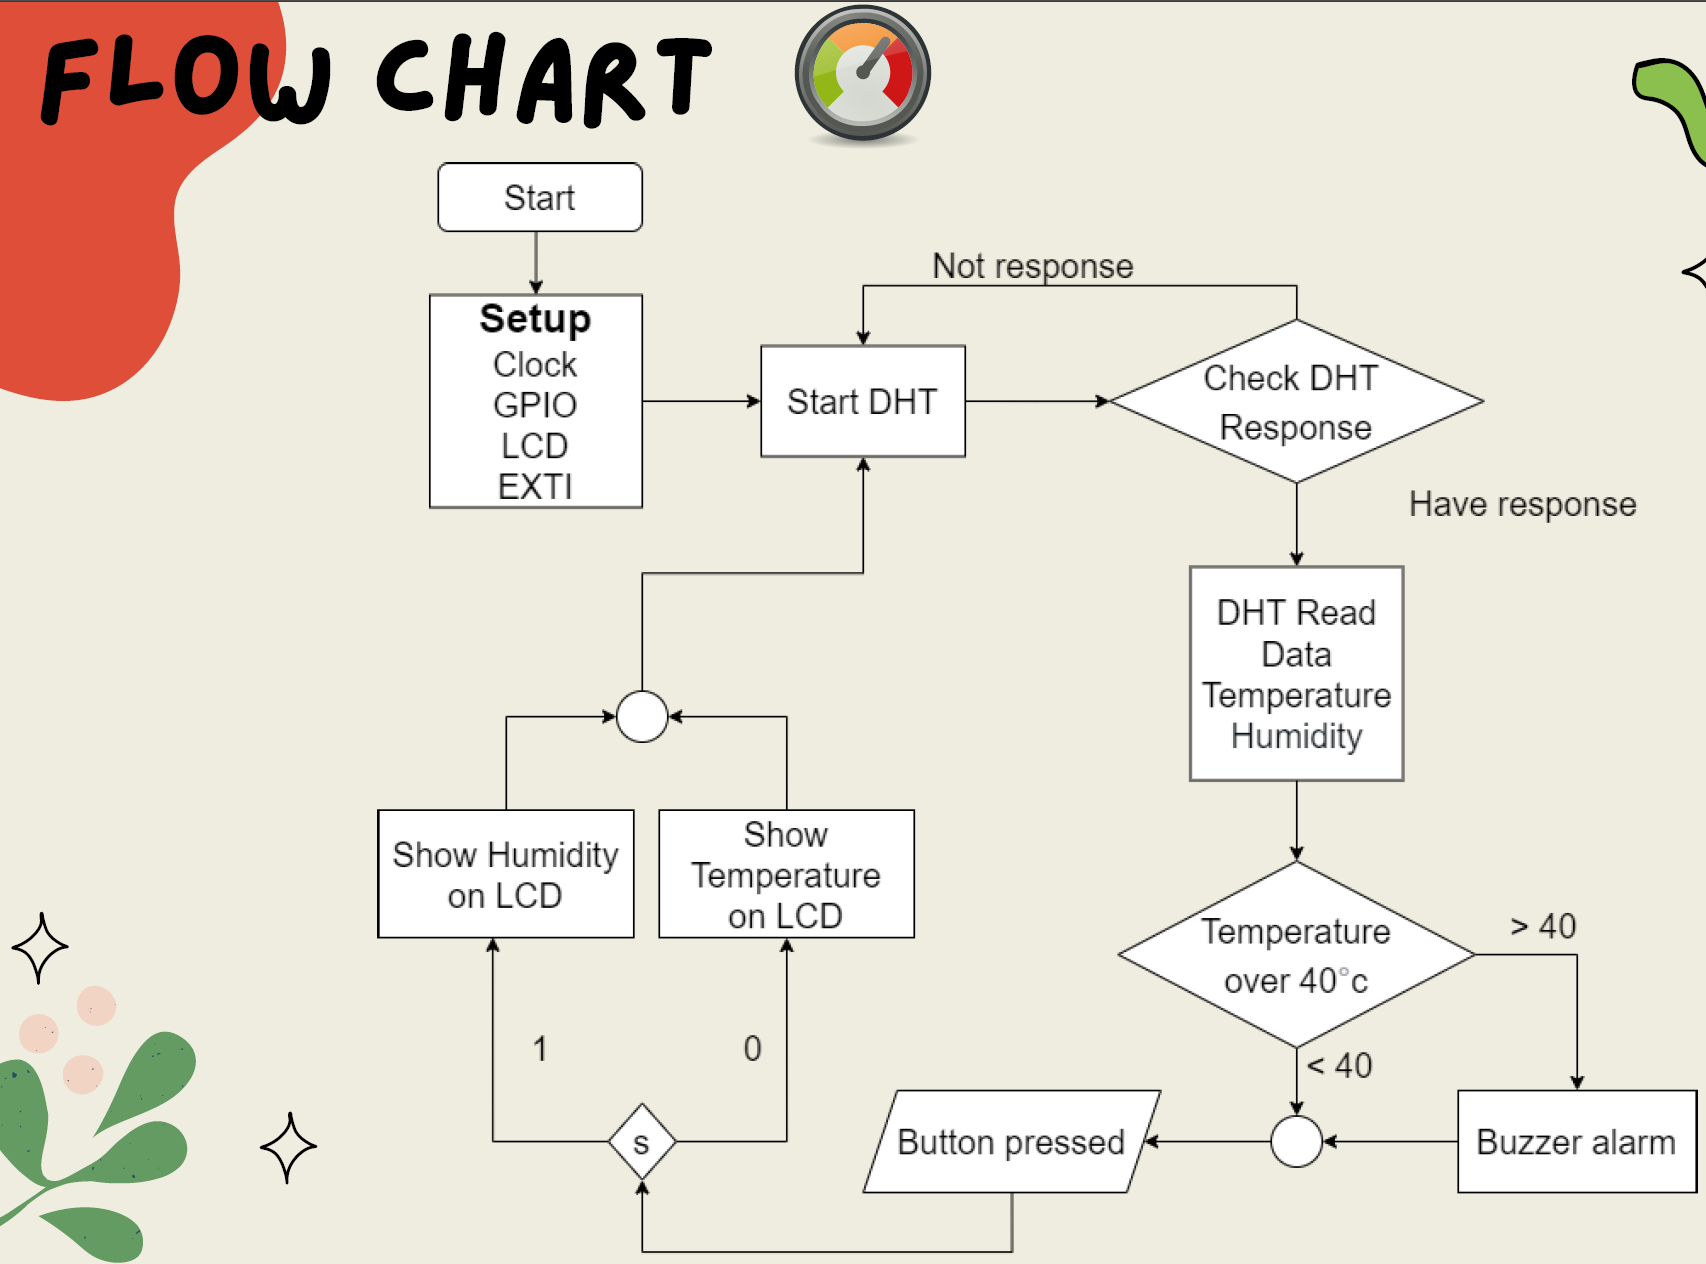 FLOW CHART
Start
Setup
Clock
GPIO
LCD
EXTI
Start DHT
Not response
Check DHT
Response
Have response
DHT Read
Data
Temperature
Humidity
Temperature
over 40°c
> 40
< 40
Buzzer alarm
Button pressed
s
1
0
Show Humidity
on LCD
Show
Temperature
on LCD